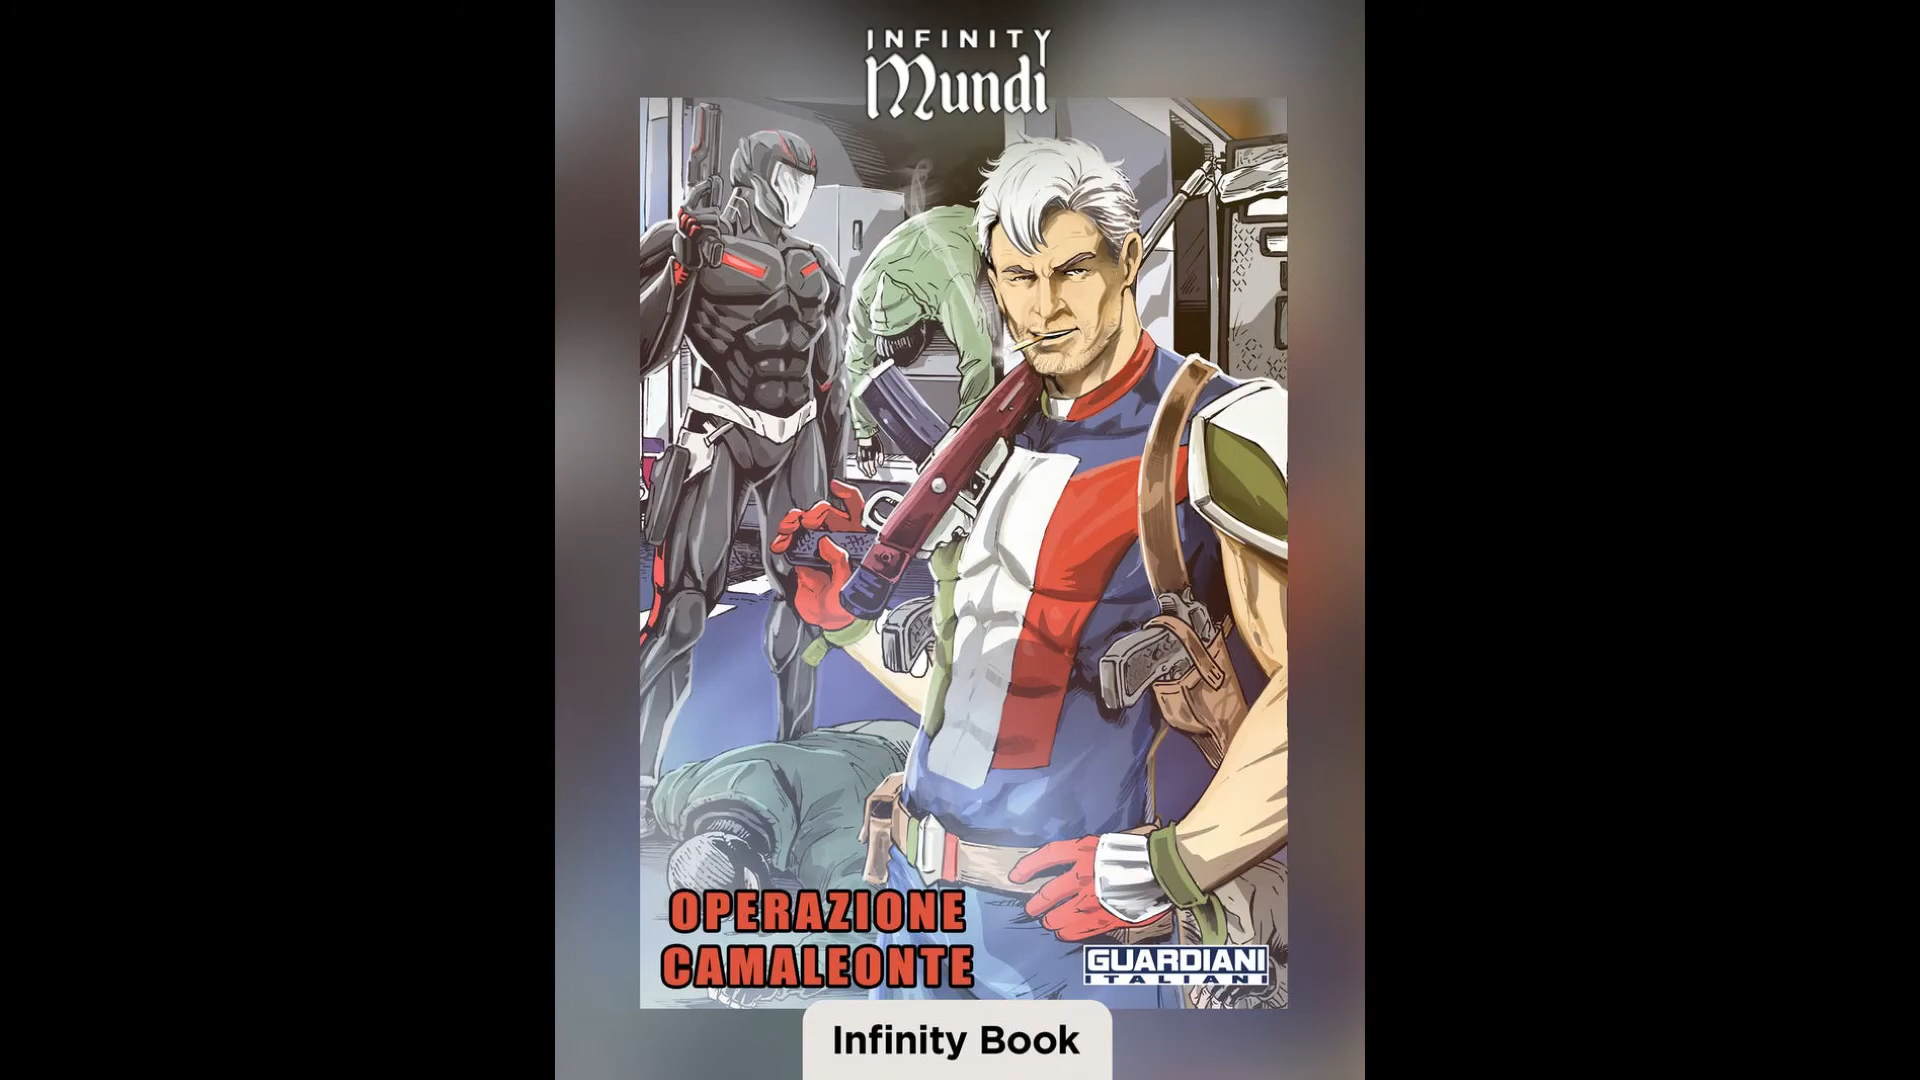 INFINITY
Mundi
OPERAZIONE
CAMALEONTE
GUARDIANI
ITALIANI
Infinity Book